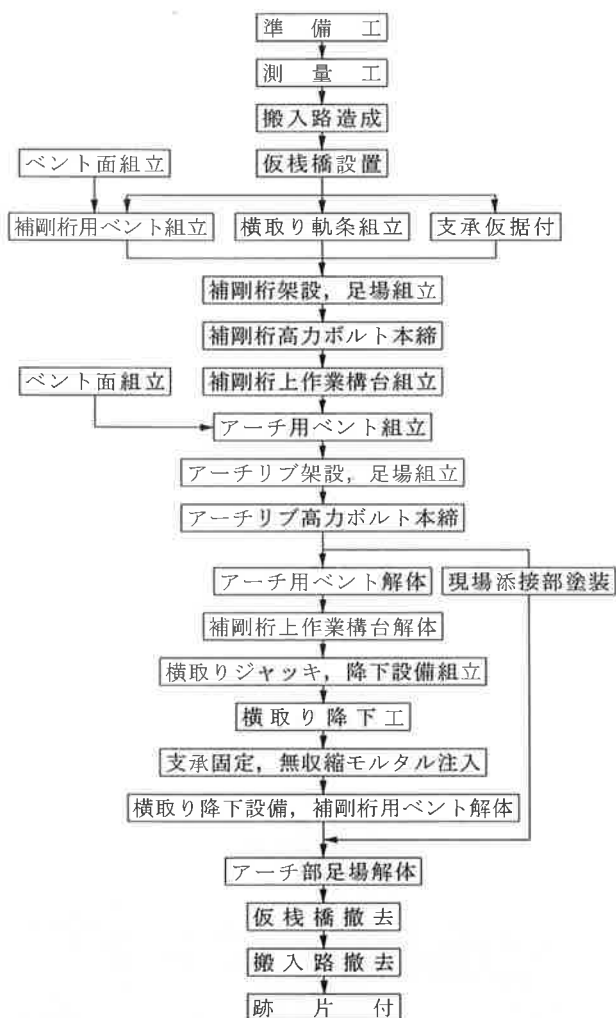 準備工
測量工
搬入路造成
ベント面組立
仮桟橋設置
補剛桁用ベント組立
横取り軌条組立
支承仮据付
補剛桁架設，足場組立
補剛桁高力ボルト本締
ベント面組立
補剛桁上作業構台組立
アーチ用ベント組立
アーチリブ架設，足場組立
アーチリブ高力ボルト本締
アーチ用ベント解体
現場添接部塗装
補剛桁上作業構台解体
横取りジャッキ，降下設備組立
横取り降下工
支承固定，無収縮モルタル注入
横取り降下設備，補剛桁用ベント解体
アーチ部足場解体
仮桟橋撤去
搬入路撤去
跡片付